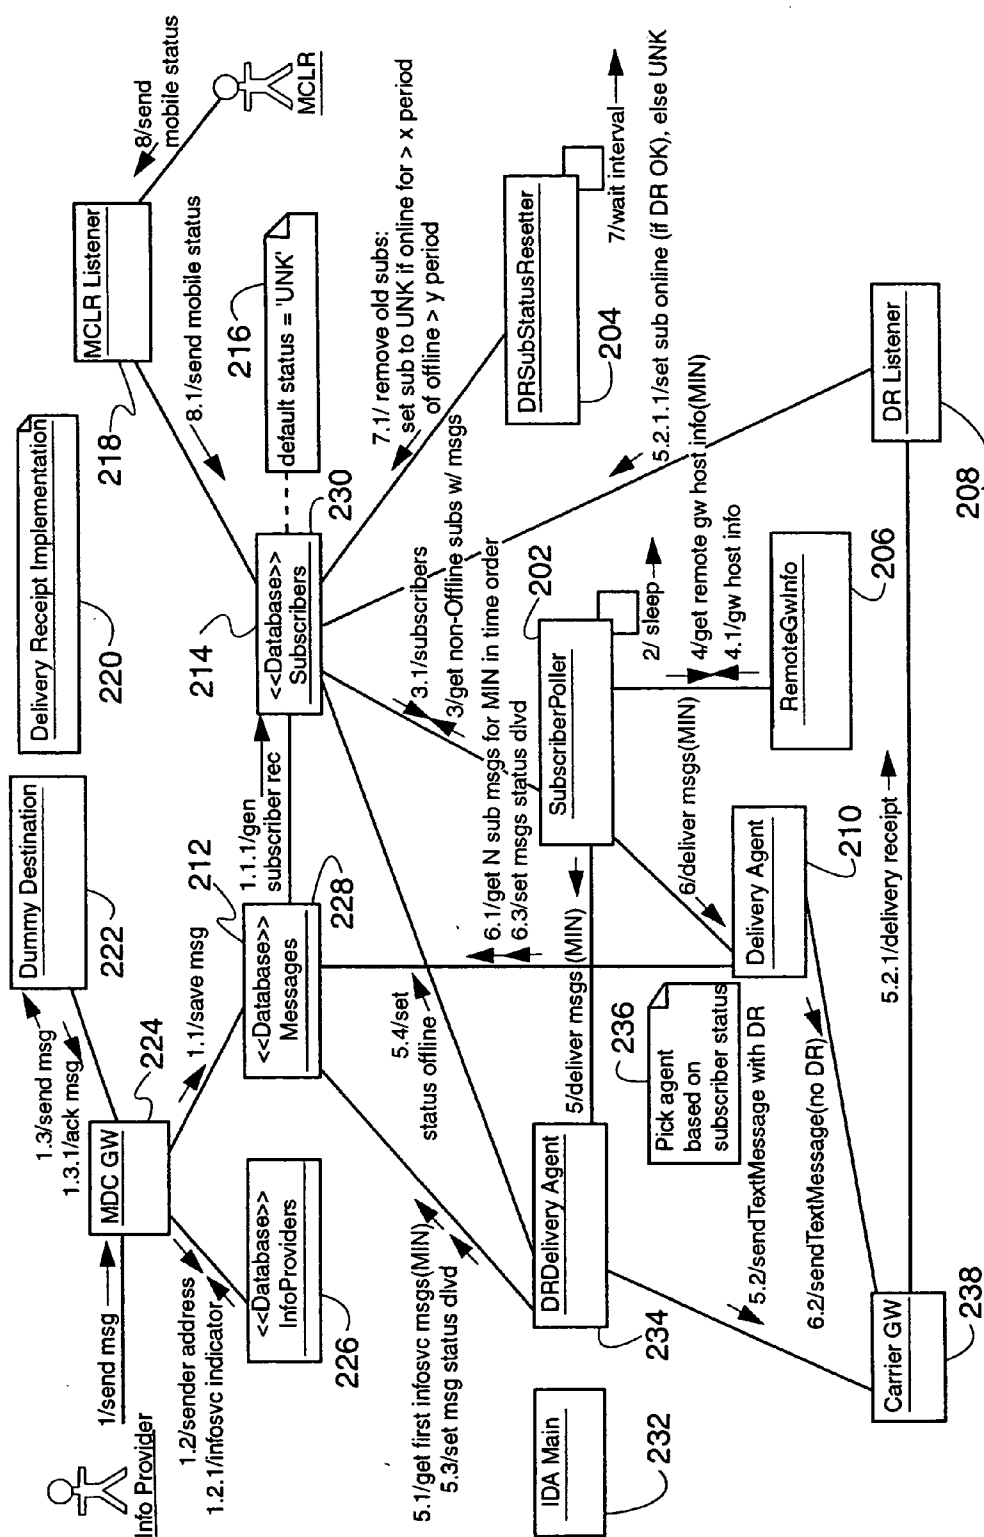 Info Provider
1/send msg
1.3/send msg
1.3.1/ack msg
MDC GW
224
Dummy Destination
222
Delivery Receipt Implementation
220
MCLR Listener
218
8/send
mobile status
MCLR
1.2/sender address
1.2.1/infosvc indicator
1.1/save msg
212
1.1.1/gen
subscriber rec
214
8.1/send mobile status
216
default status = 'UNK'
<<Database>>
InfoProviders
226
<<Database>>
Messages
228
<<Database>>
Subscribers
230
7.1/ remove old subs:
set sub to UNK if online for > x period
of offline > y period
5.1/get first infosvc msgs(MIN)
5.3/set msg status dlvd
5.4/set
status offline
6.1/get N sub msgs for MIN in time order
6.3/set msgs status dlvd
3.1/subscribers
3/get non-Offline subs w/ msgs
DRSubStatusResetter
204
7/wait interval
IDA Main
232
DRDelivery Agent
234
5/deliver msgs (MIN)
SubscriberPoller
202
2/ sleep
5.2.1.1/set sub online (if DR OK), else UNK
236
Pick agent
based on
subscriber status
6/deliver msgs(MIN)
4/get remote gw host info(MIN)
4.1/gw host info
5.2/sendTextMessage with DR
6.2/sendTextMessage(no DR)
Delivery Agent
210
RemoteGwInfo
206
Carrier GW
238
5.2.1/delivery receipt
DR Listener
208